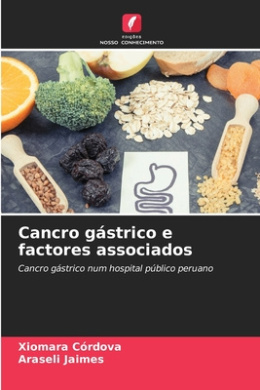 edições
NOSSO CONHECIMENTO
Cancro gástrico e
factores associados
Cancro gástrico num hospital público peruano
Xiomara Córdova
Araseli Jaimes